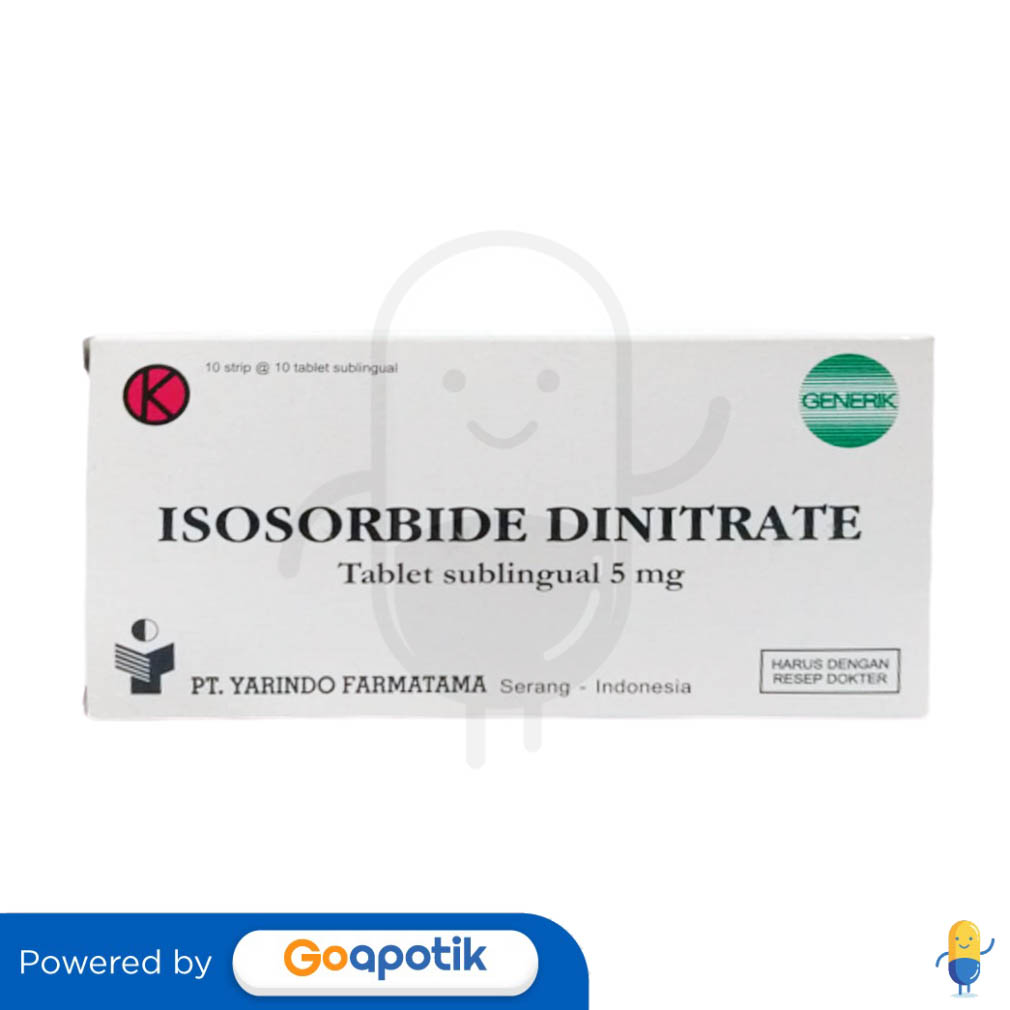 K
10 strip @ 10 tablet sublingual
GENERIK
ISOSORBIDE DINITRATE
Tablet sublingual 5 mg
PT. YARINDO FARMATAMA Serang - Indonesia
HARUS DENGAN
RESEP DOKTER
Powered by Goapotik